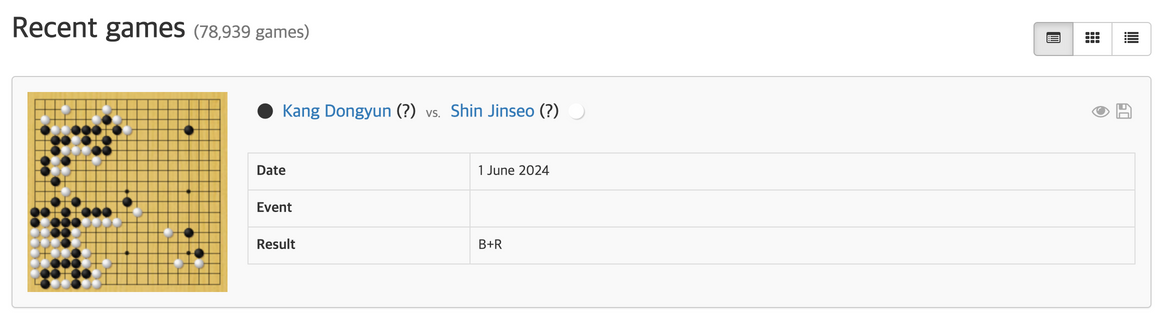 Recent games (78,939 games)
Kang Dongyun (?) vs. Shin Jinseo (?)
Date 1 June 2024
Event
Result B+R